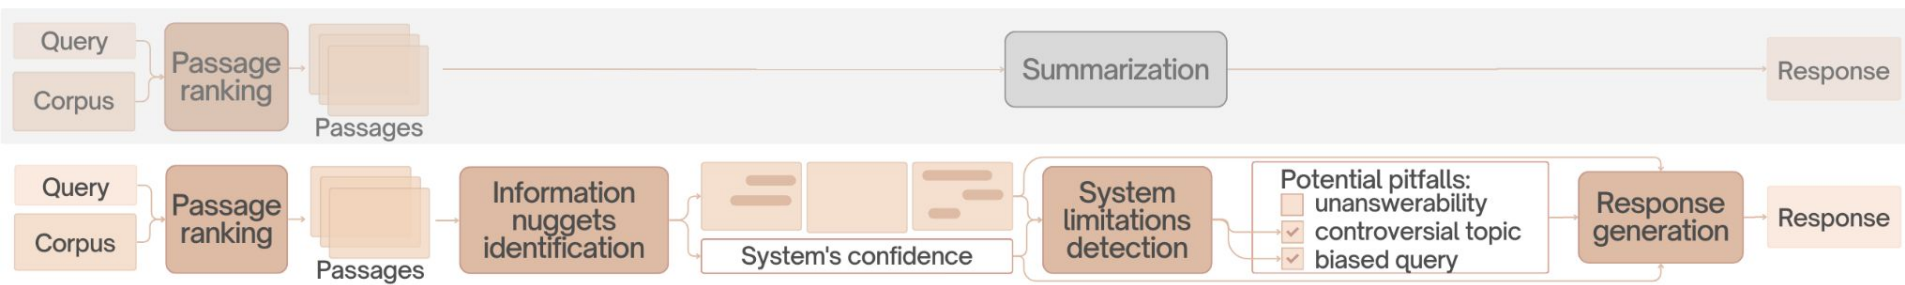 Query
Corpus
Passage
ranking
Passages
Summarization
Response
Query
Corpus
Passage
ranking
Passages
Information
nuggets
identification
System's confidence
System
limitations
detection
Potential pitfalls:
unanswerability
controversial topic
biased query
Response
generation
Response